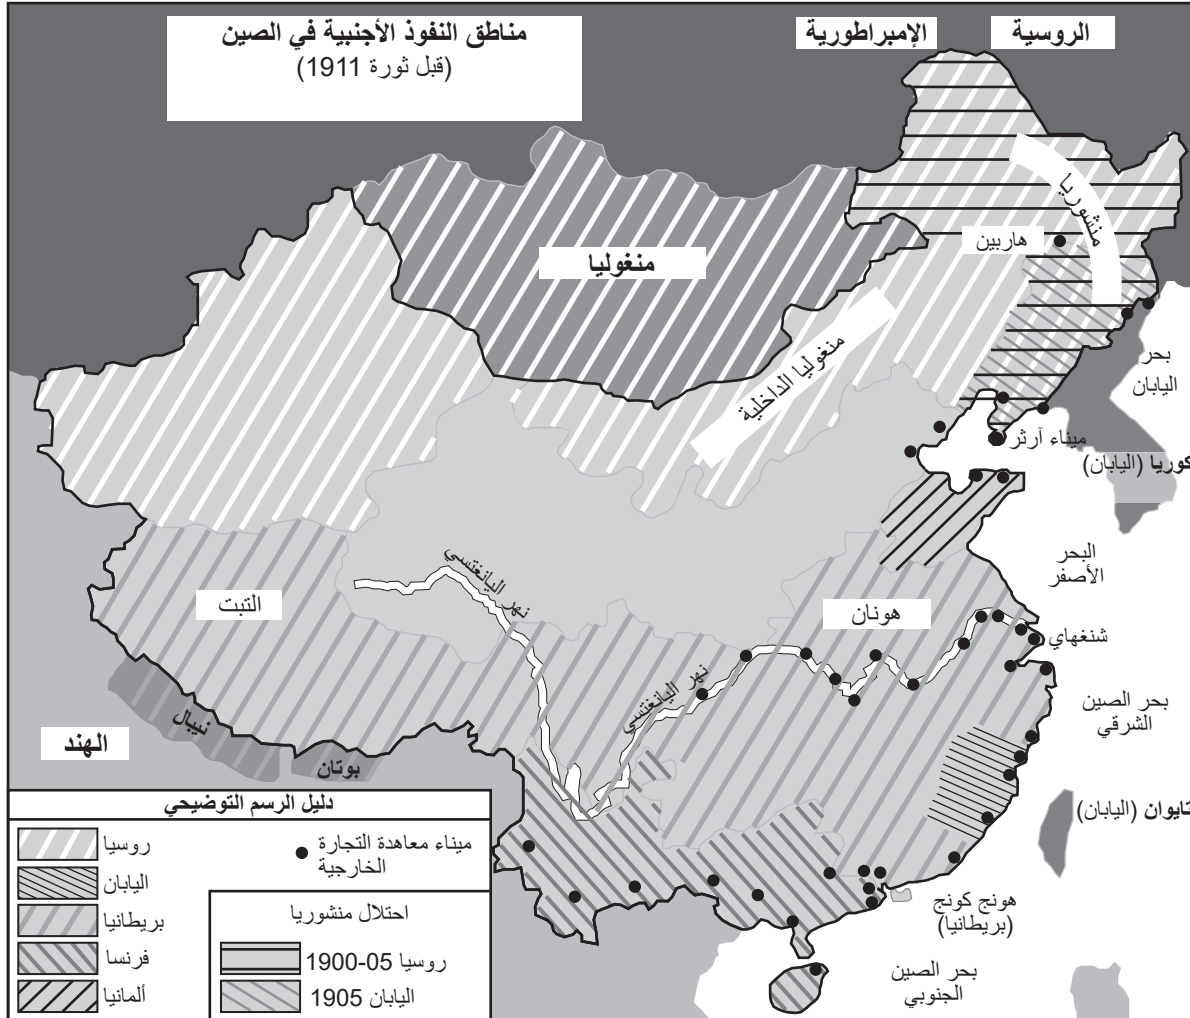 مناطق النفوذ الأجنبية في الصين
(قبل ثورة 1911)
الروسية
الإمبراطورية
منشوريا
هاربين
منغوليا
منغوليا الداخلية
بحر
اليابان
ميناء آرثر
كوريا (اليابان)
البحر
الأصفر
نهر اليانغتسي
التبت
هونان
شنغهاي
نهر اليانغتسي
بحر الصين
الشرقي
نيبال
الهند
بوتان
تايوان (اليابان)
هونج كونج
(بريطانيا)
بحر الصين
الجنوبي
دليل الرسم التوضيحي
روسيا
اليابان
بريطانيا
فرنسا
ألمانيا
ميناء معاهدة التجارة
الخارجية
احتلال منشوريا
روسيا 05-1900
اليابان 1905